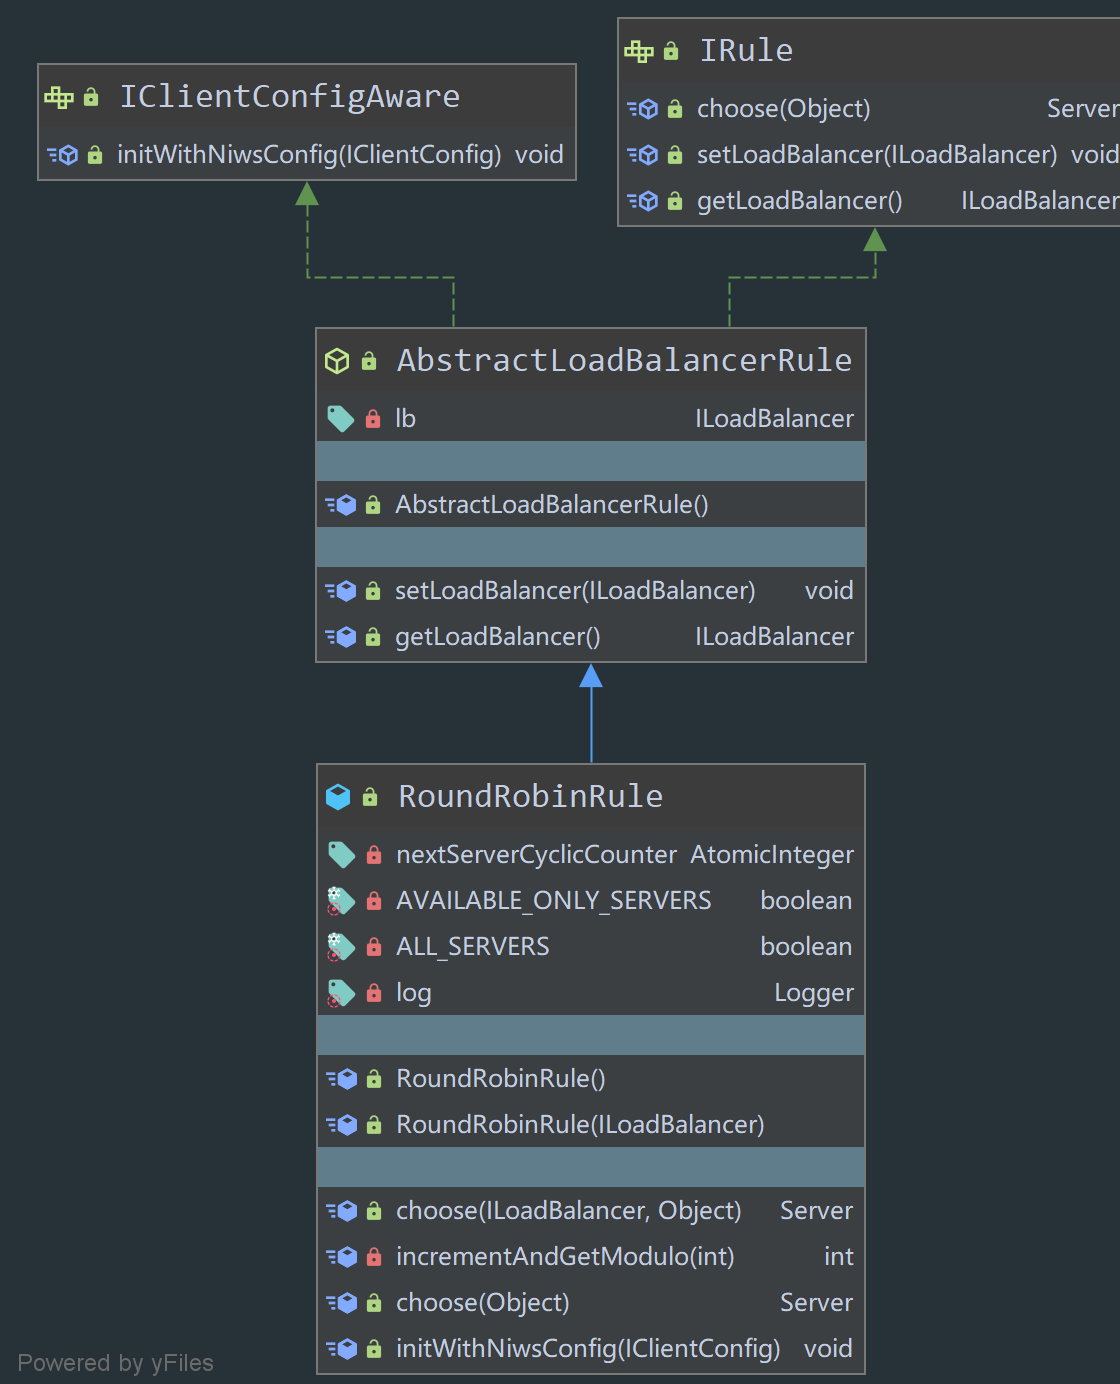 IClientConfigAware
initWithNiwsConfig(IClientConfig) void
IRule
choose(Object) Server
setLoadBalancer(ILoadBalancer) void
getLoadBalancer() ILoadBalancer
AbstractLoadBalancerRule
lb ILoadBalancer
AbstractLoadBalancerRule()
setLoadBalancer(ILoadBalancer) void
getLoadBalancer() ILoadBalancer
RoundRobinRule
nextServerCyclicCounter AtomicInteger
AVAILABLE_ONLY_SERVERS boolean
ALL_SERVERS boolean
log Logger
RoundRobinRule()
RoundRobinRule(ILoadBalancer)
choose(ILoadBalancer, Object) Server
incrementAndGetModulo(int) int
choose(Object) Server
initWithNiwsConfig(IClientConfig) void
Powered by yFiles